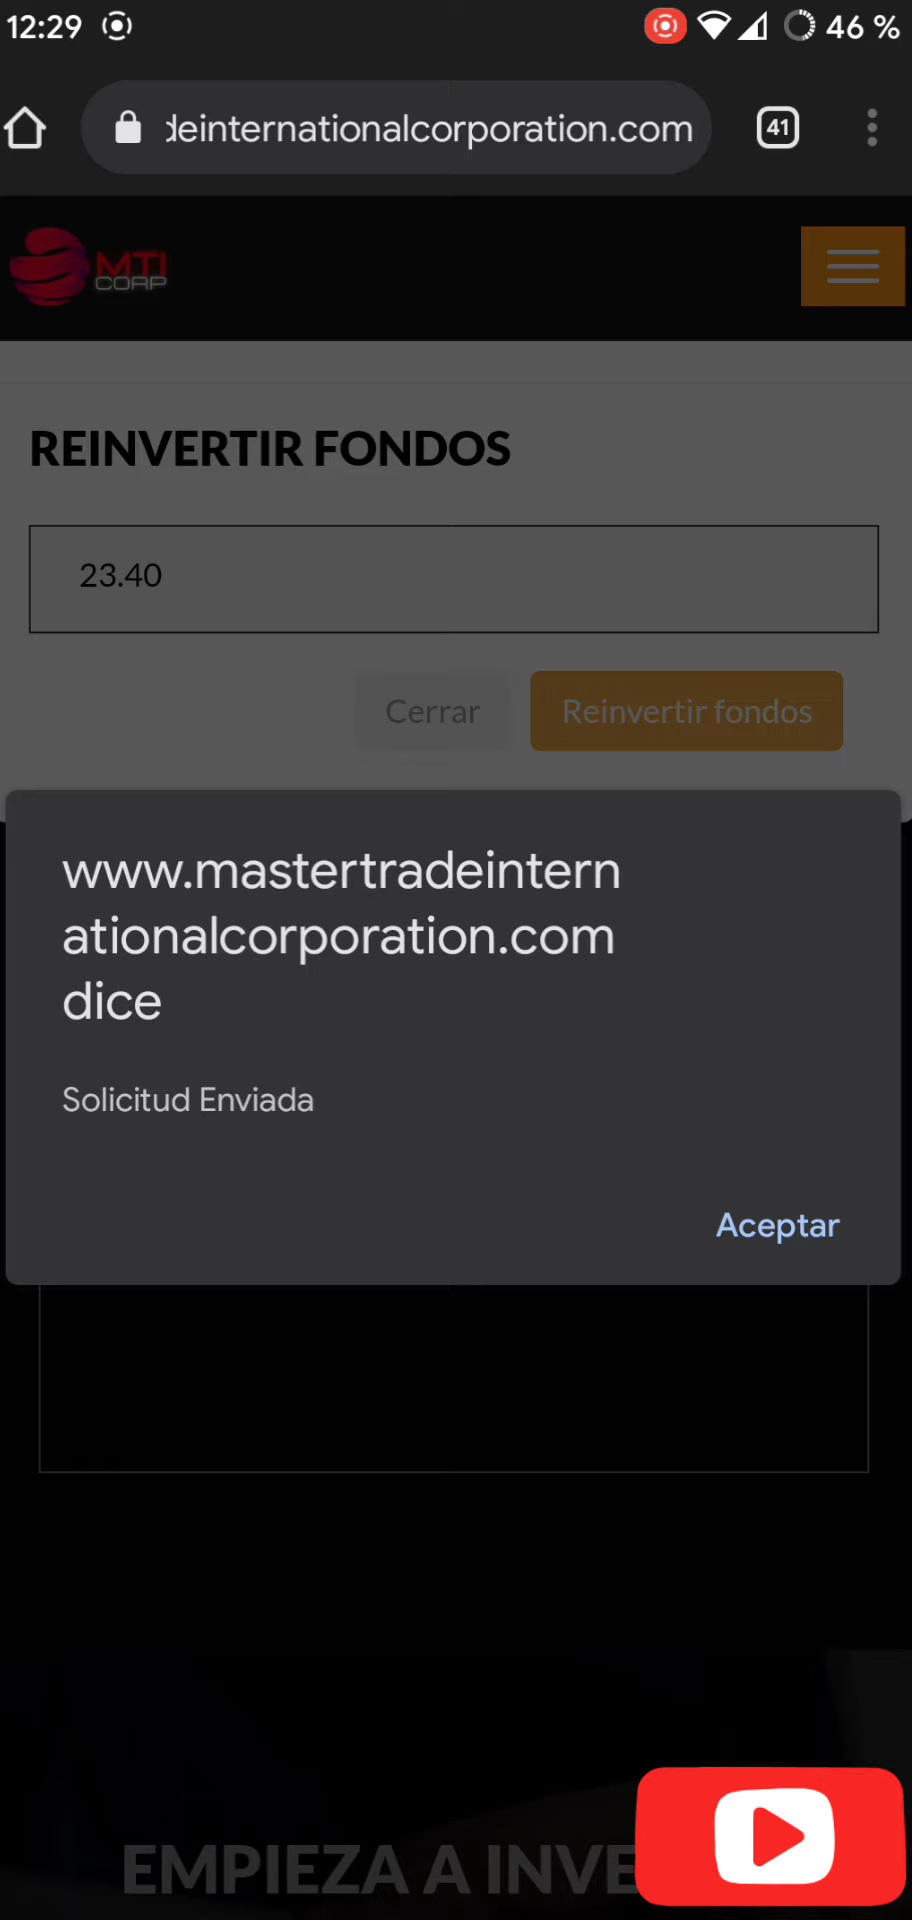 12:29
46 %
deinternationalcorporation.com
41
MTI
CORP
REINVERTIR FONDOS
23.40
Cerrar
Reinvertir fondos
www.mastertradeintern
ationalcorporation.com
dice
Solicitud Enviada
Aceptar
EMPIEZA A INVE